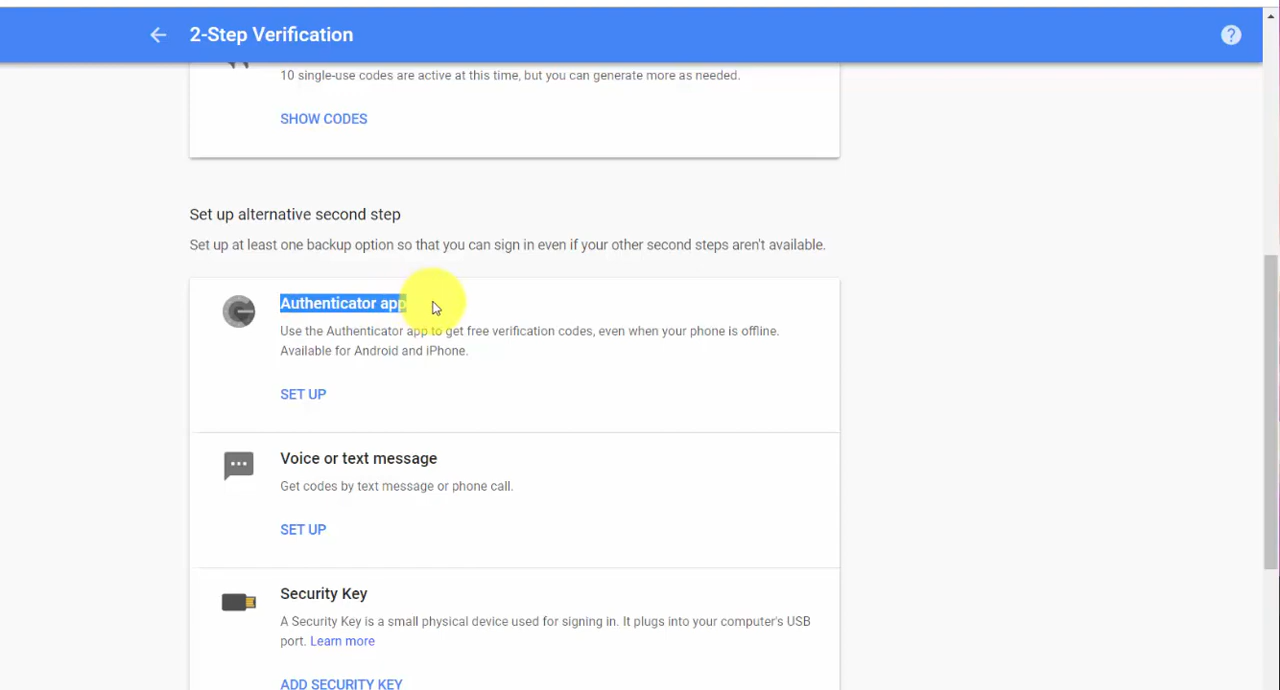 2-Step Verification
?
10 single-use codes are active at this time, but you can generate more as needed.
SHOW CODES
Set up alternative second step
Set up at least one backup option so that you can sign in even if your other second steps aren't available.
Authenticator app
Use the Authenticator app to get free verification codes, even when your phone is offline.
Available for Android and iPhone.
SET UP
Voice or text message
Get codes by text message or phone call.
SET UP
Security Key
A Security Key is a small physical device used for signing in. It plugs into your computer's USB
port. Learn more
ADD SECURITY KEY